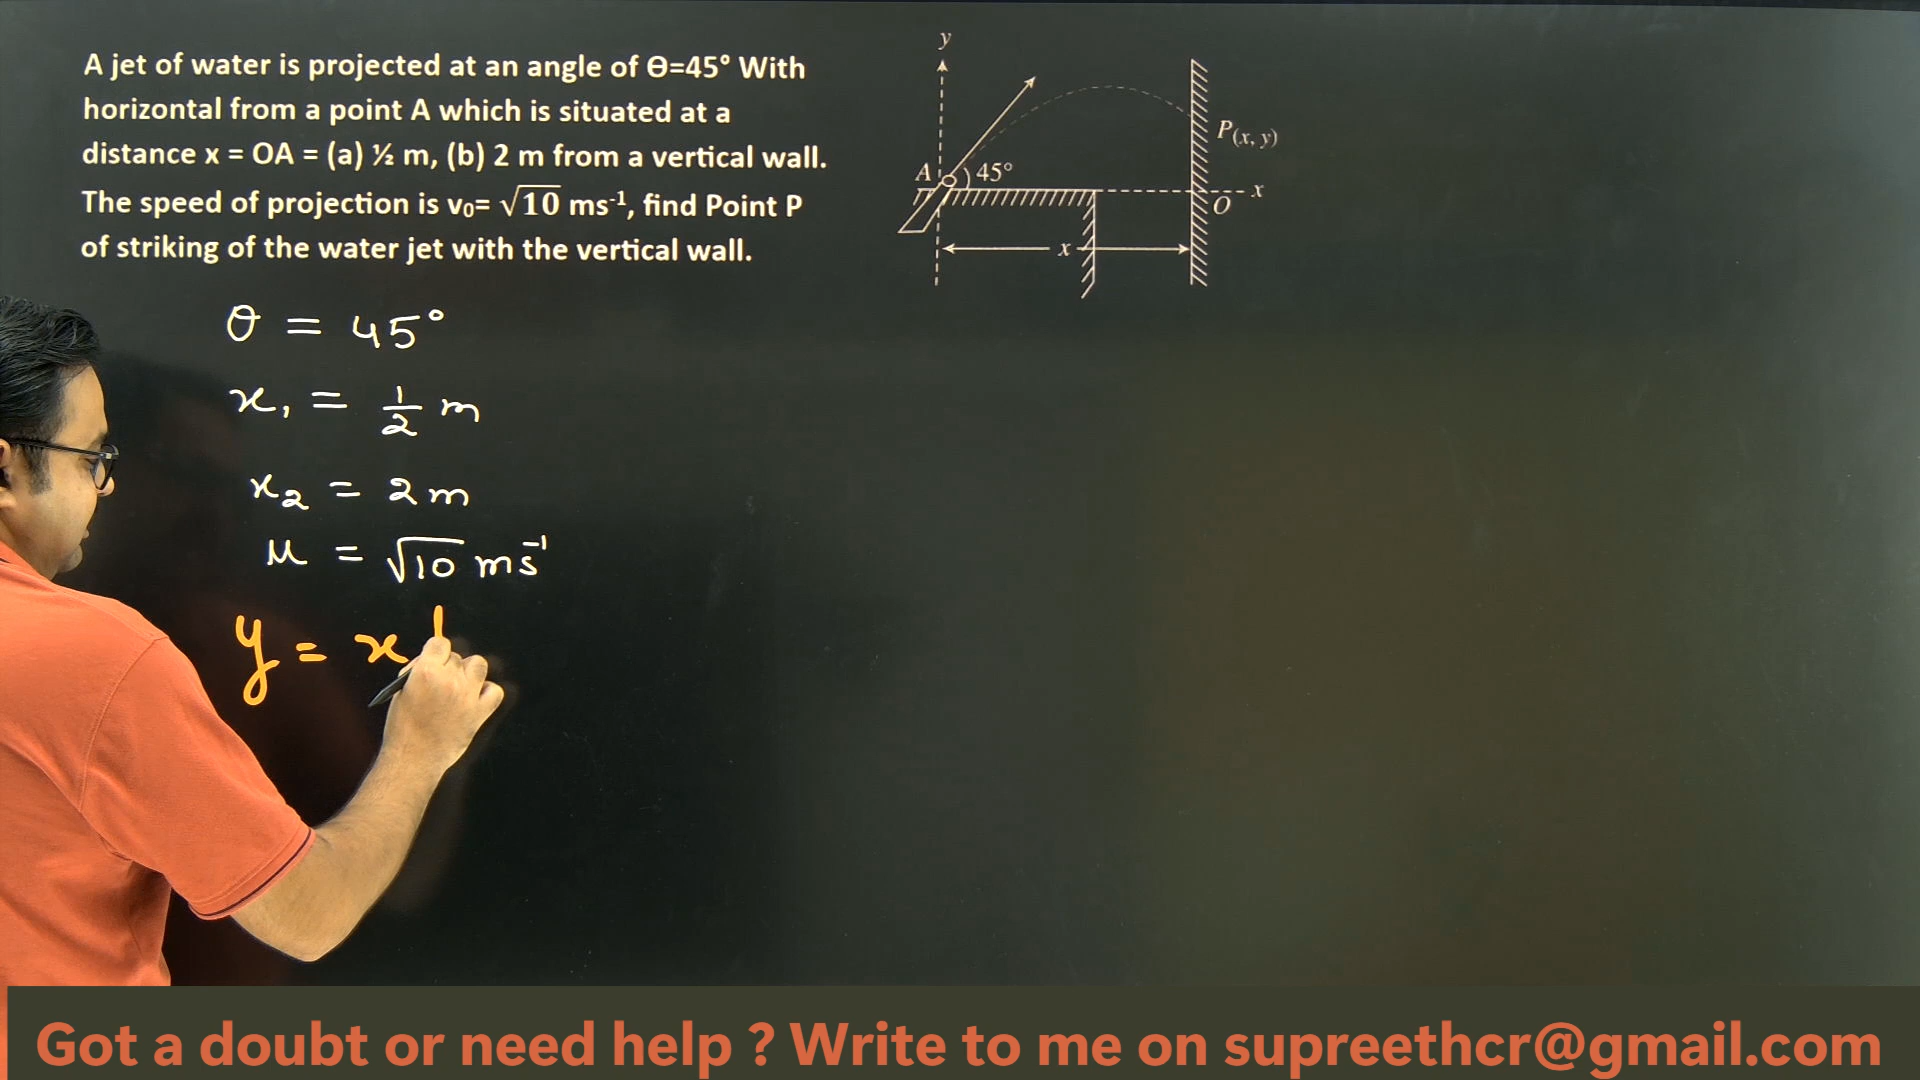 A jet of water is projected at an angle of Ɵ=45° With
horizontal from a point A which is situated at a
distance x = OA = (a) ½ m, (b) 2 m from a vertical wall.
The speed of projection is v₀= √10 ms⁻¹, find Point P
of striking of the water jet with the vertical wall.
y
A
45°
P(x, y)
x
O
x
θ = 45°
x₁ = 1/2 m
x₂ = 2 m
u = √10 ms⁻¹
y = x
Got a doubt or need help ? Write to me on supreethcr@gmail.com